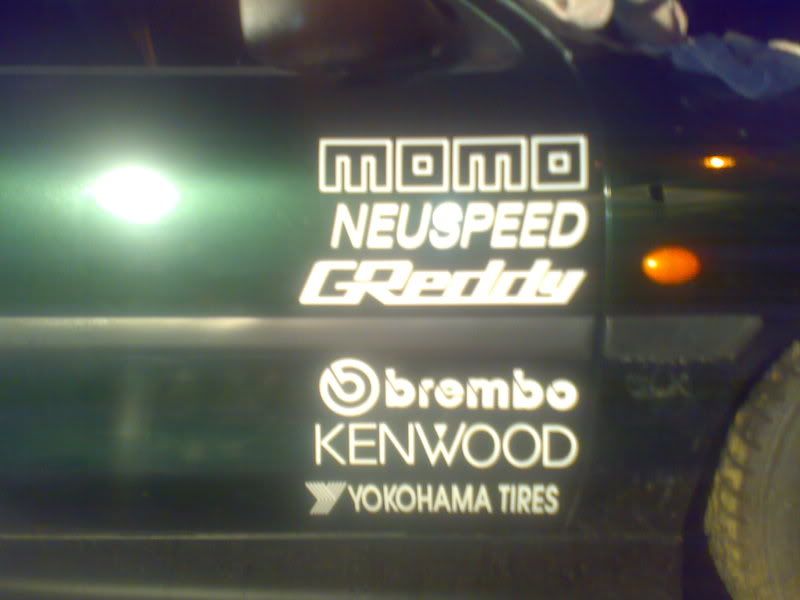 momo
NEUSPEED
GReddy
brembo
KENWOOD
YOKOHAMA TIRES